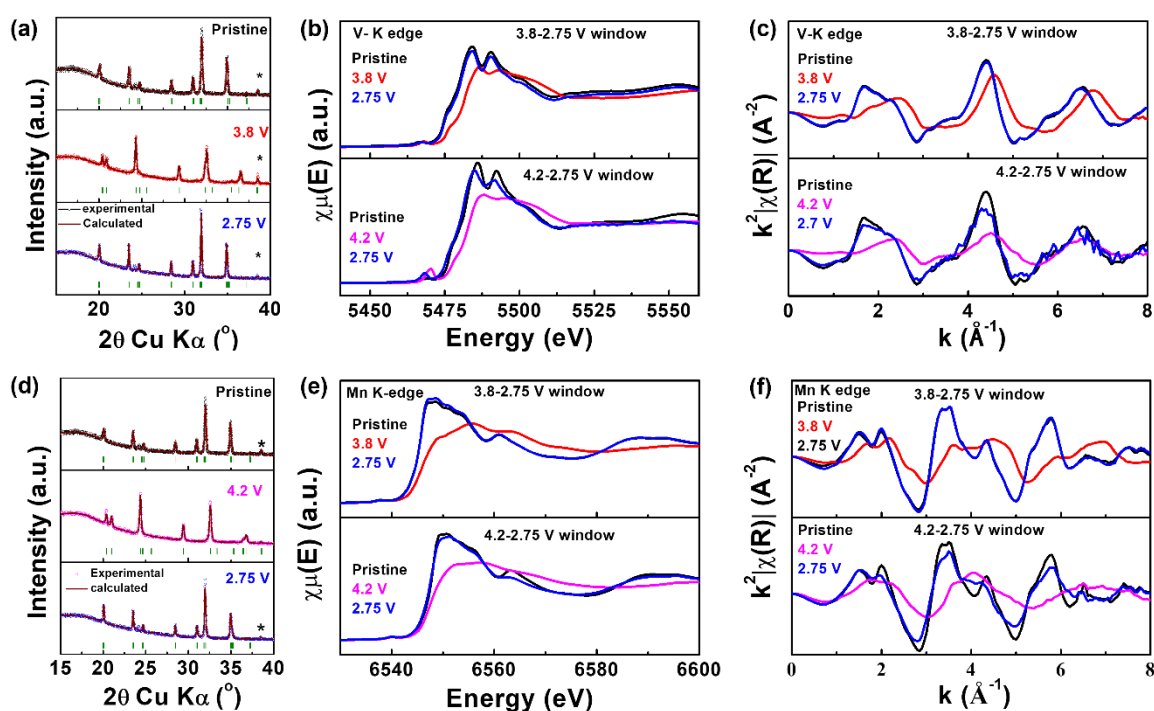 (a)
Pristine
*
3.8 V
*
experimental
Calculated
2.75 V
*
Intensity (a.u.)
20 25 30 35 40
2θ Cu Kα (°)
(b)
V- K edge
3.8-2.75 V window
Pristine
3.8 V
2.75 V
4.2-2.75 V window
Pristine
4.2 V
2.75 V
χμ(E) (a.u.)
5450 5475 5500 5525 5550
Energy (eV)
(c)
V-K edge
3.8-2.75 V window
Pristine
3.8 V
2.75 V
4.2-2.75 V window
Pristine
4.2 V
2.7 V
k²|χ(R)| (A⁻²)
0 2 4 6 8
k (Å⁻¹)
(d)
Pristine
*
4.2 V
Experimental
calculated
2.75 V
*
Intensity (a.u.)
15 20 25 30 35 40
2θ Cu Kα (°)
(e)
Mn K-edge
3.8-2.75 V window
Pristine
3.8 V
2.75 V
4.2-2.75 V window
Pristine
4.2 V
2.75 V
χμ(E) (a.u.)
6540 6560 6580 6600
Energy (eV)
(f)
Mn K edge
3.8-2.75 V window
Pristine
3.8 V
2.75 V
4.2-2.75 V window
Pristine
4.2 V
2.75 V
k²|χ(R)| (A⁻²)
0 2 4 6 8
k (Å⁻¹)